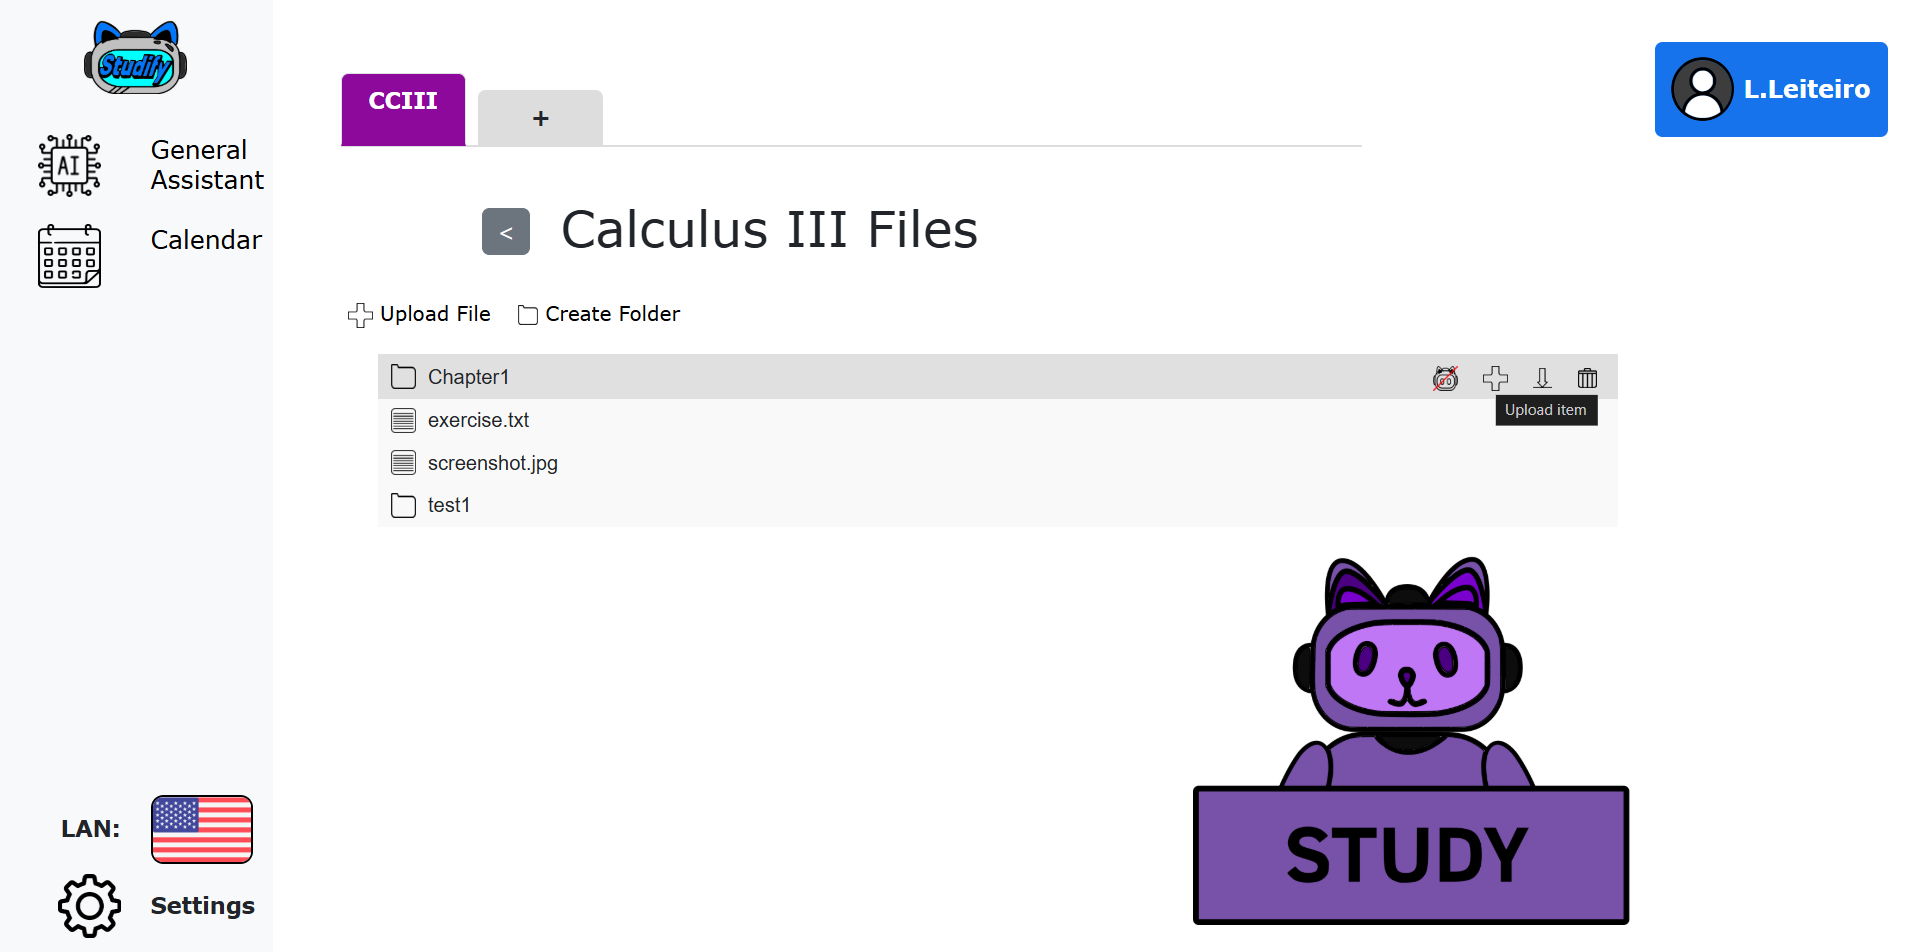 Studify
CCIII
+
L.Leiteiro
AI
General
Assistant
Calendar
< Calculus III Files
Upload File
Create Folder
Chapter1
Upload item
exercise.txt
screenshot.jpg
test1
STUDY
LAN:
Settings